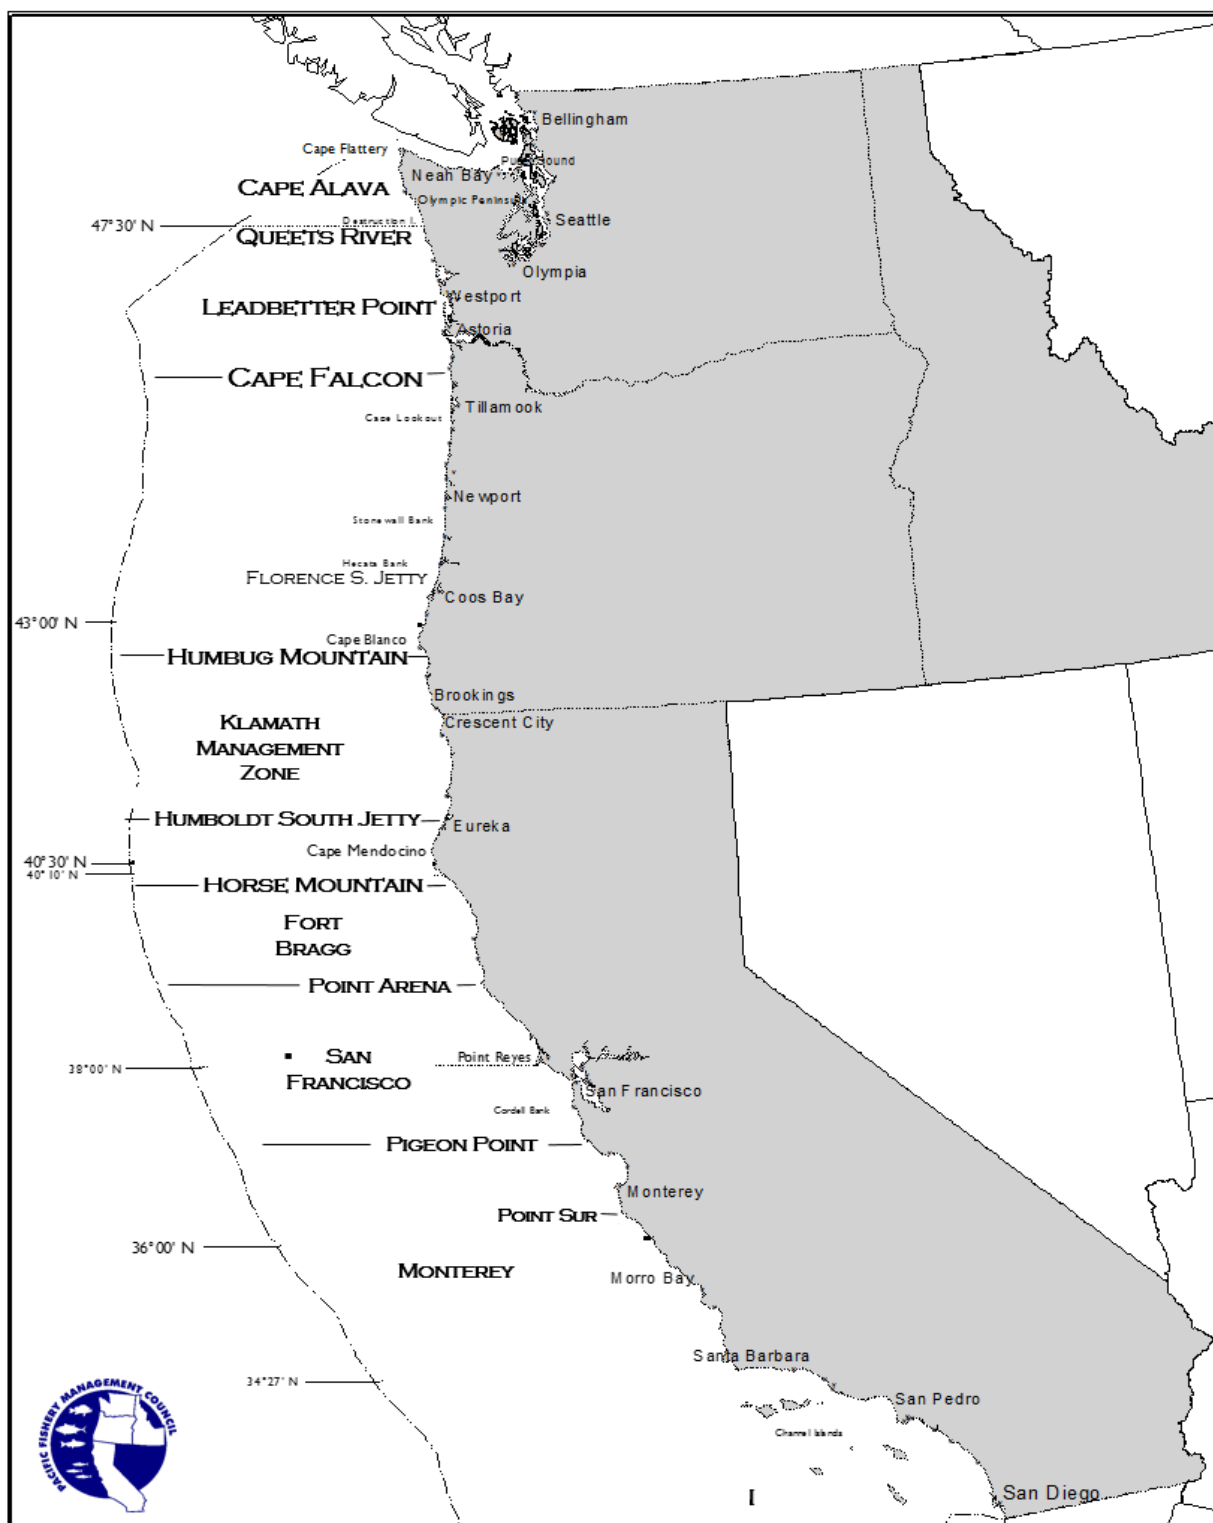 Bellingham
Cape Flattery
Puget Sound
Neah Bay
CAPE ALAVA
Olympic Peninsula
Destruction I.
Seattle
47°30' N
QUEETS RIVER
Olympia
Westport
LEADBETTER POINT
Astoria
CAPE FALCON
Tillamook
Cape Lookout
Newport
Stonewall Bank
Heceta Bank
FLORENCE S. JETTY
Coos Bay
43°00' N
Cape Blanco
HUMBUG MOUNTAIN
Brookings
Crescent City
KLAMATH
MANAGEMENT
ZONE
HUMBOLDT SOUTH JETTY
Eureka
Cape Mendocino
40°30' N
40°10' N
HORSE MOUNTAIN
FORT
BRAGG
POINT ARENA
SAN
FRANCISCO
Point Reyes
38°00' N
San Francisco
Cordell Bank
PIGEON POINT
Monterey
POINT SUR
36°00' N
MONTEREY
Morro Bay
Santa Barbara
34°27' N
San Pedro
Channel Islands
San Diego
PACIFIC FISHERY MANAGEMENT COUNCIL